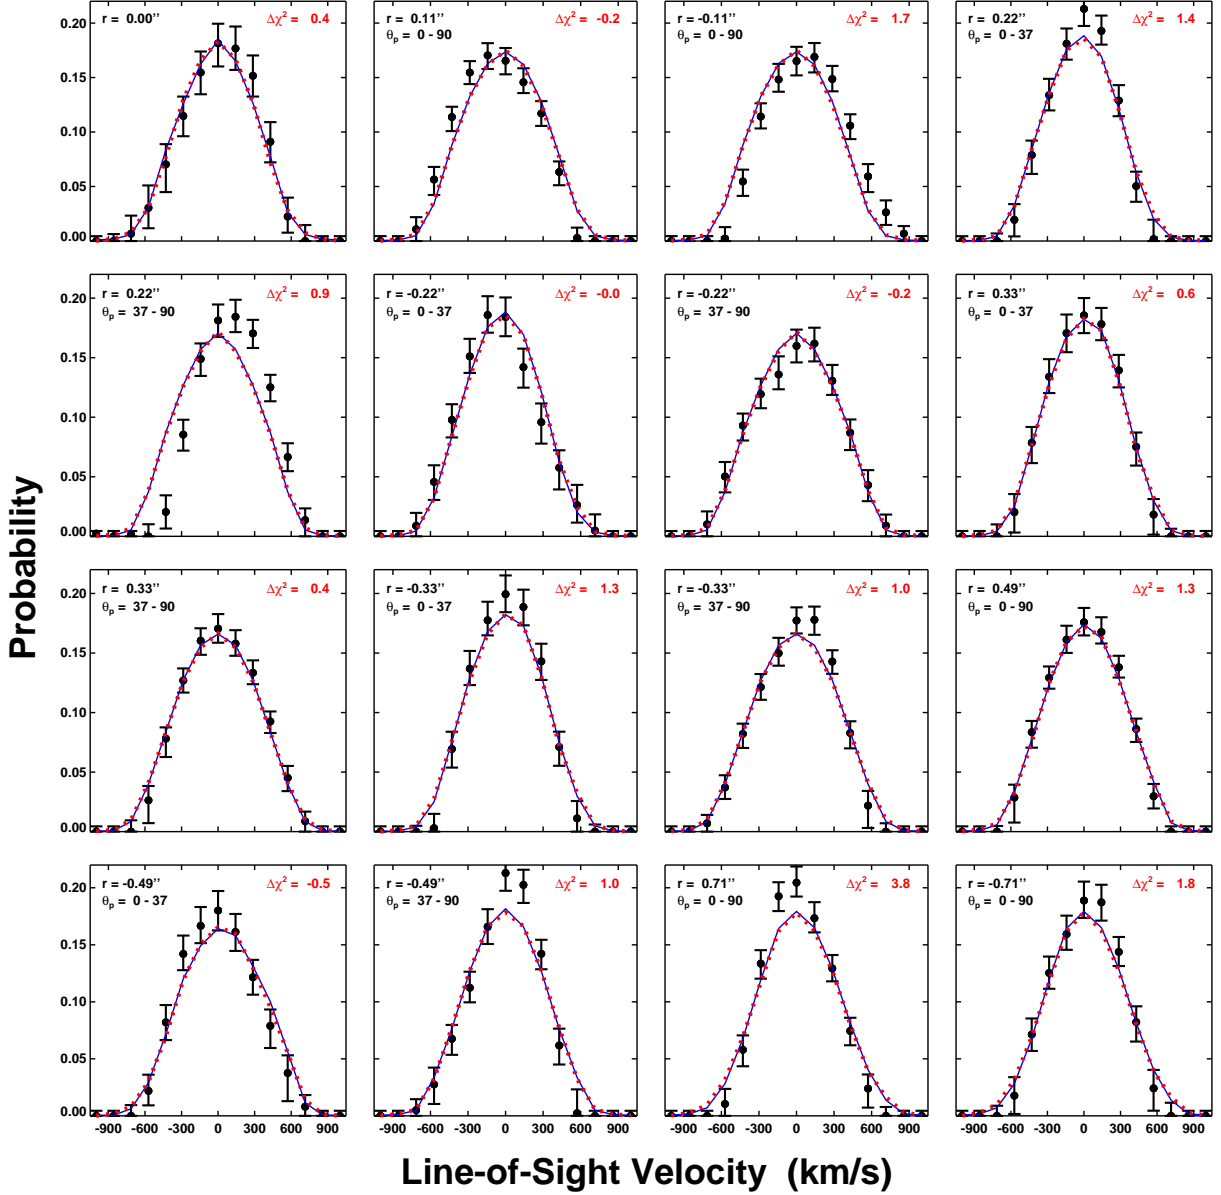 r = 0.00’’ Δχ² = 0.4
r = 0.11’’ Δχ² = -0.2
θp = 0 - 90
r = -0.11’’ Δχ² = 1.7
θp = 0 - 90
r = 0.22’’ Δχ² = 1.4
θp = 0 - 37
0.20
0.15
0.10
0.05
0.00
r = 0.22’’ Δχ² = 0.9
θp = 37 - 90
r = -0.22’’ Δχ² = -0.0
θp = 0 - 37
r = -0.22’’ Δχ² = -0.2
θp = 37 - 90
r = 0.33’’ Δχ² = 0.6
θp = 0 - 37
0.20
0.15
0.10
0.05
0.00
r = 0.33’’ Δχ² = 0.4
θp = 37 - 90
r = -0.33’’ Δχ² = 1.3
θp = 0 - 37
r = -0.33’’ Δχ² = 1.0
θp = 37 - 90
r = 0.49’’ Δχ² = 1.3
θp = 0 - 90
0.20
0.15
0.10
0.05
0.00
r = -0.49’’ Δχ² = -0.5
θp = 0 - 37
r = -0.49’’ Δχ² = 1.0
θp = 37 - 90
r = 0.71’’ Δχ² = 3.8
θp = 0 - 90
r = -0.71’’ Δχ² = 1.8
θp = 0 - 90
0.20
0.15
0.10
0.05
0.00
-900 -600 -300 0 300 600 900
-900 -600 -300 0 300 600 900
-900 -600 -300 0 300 600 900
-900 -600 -300 0 300 600 900
Probability
Line-of-Sight Velocity (km/s)